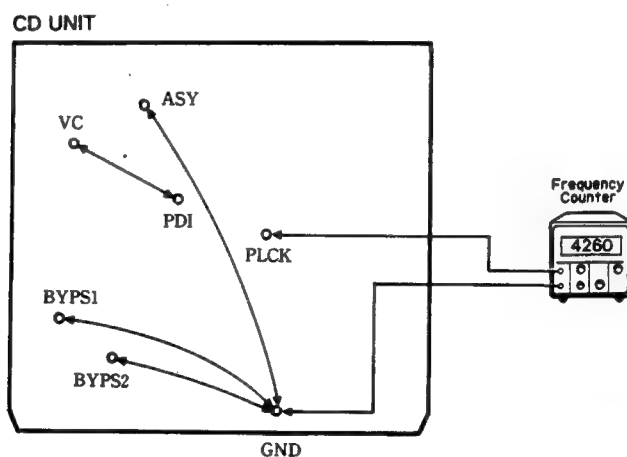 CD UNIT
ASY
VC
PDI
PLCK
Frequency
Counter
4260
BYPS1
BYPS2
GND